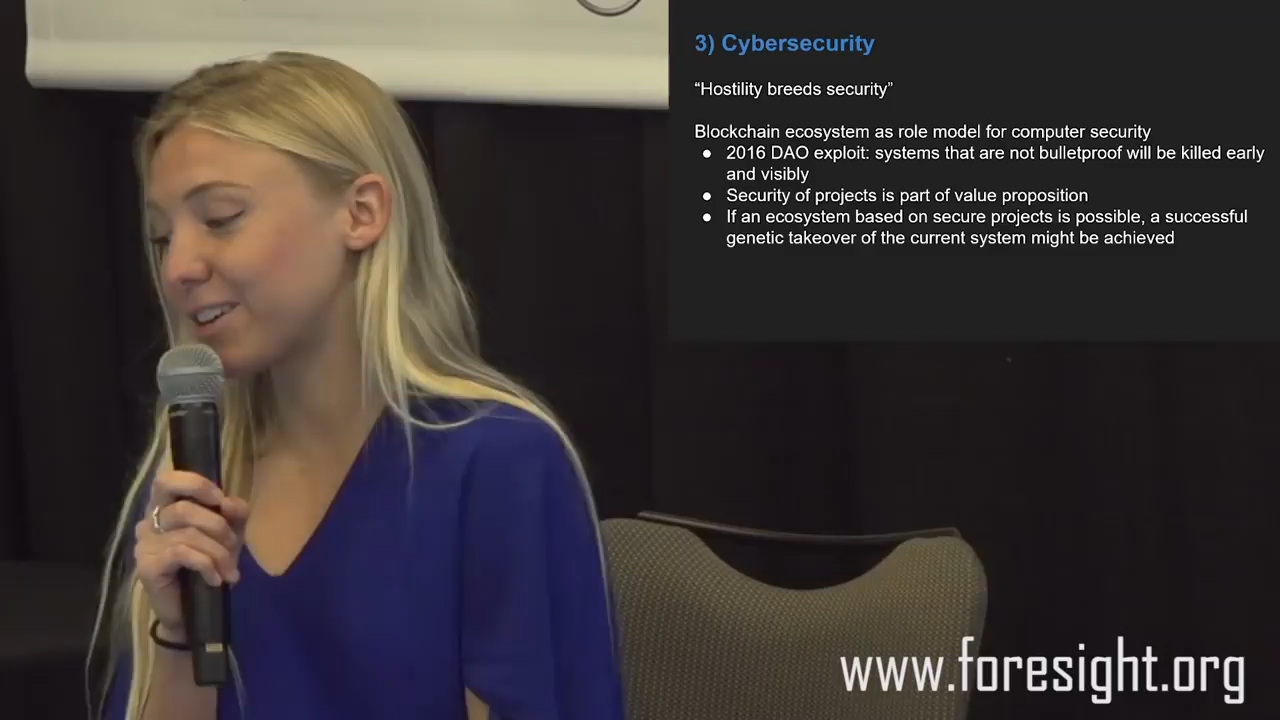 3) Cybersecurity
“Hostility breeds security”
Blockchain ecosystem as role model for computer security
● 2016 DAO exploit: systems that are not bulletproof will be killed early
and visibly
● Security of projects is part of value proposition
● If an ecosystem based on secure projects is possible, a successful
genetic takeover of the current system might be achieved
www.foresight.org